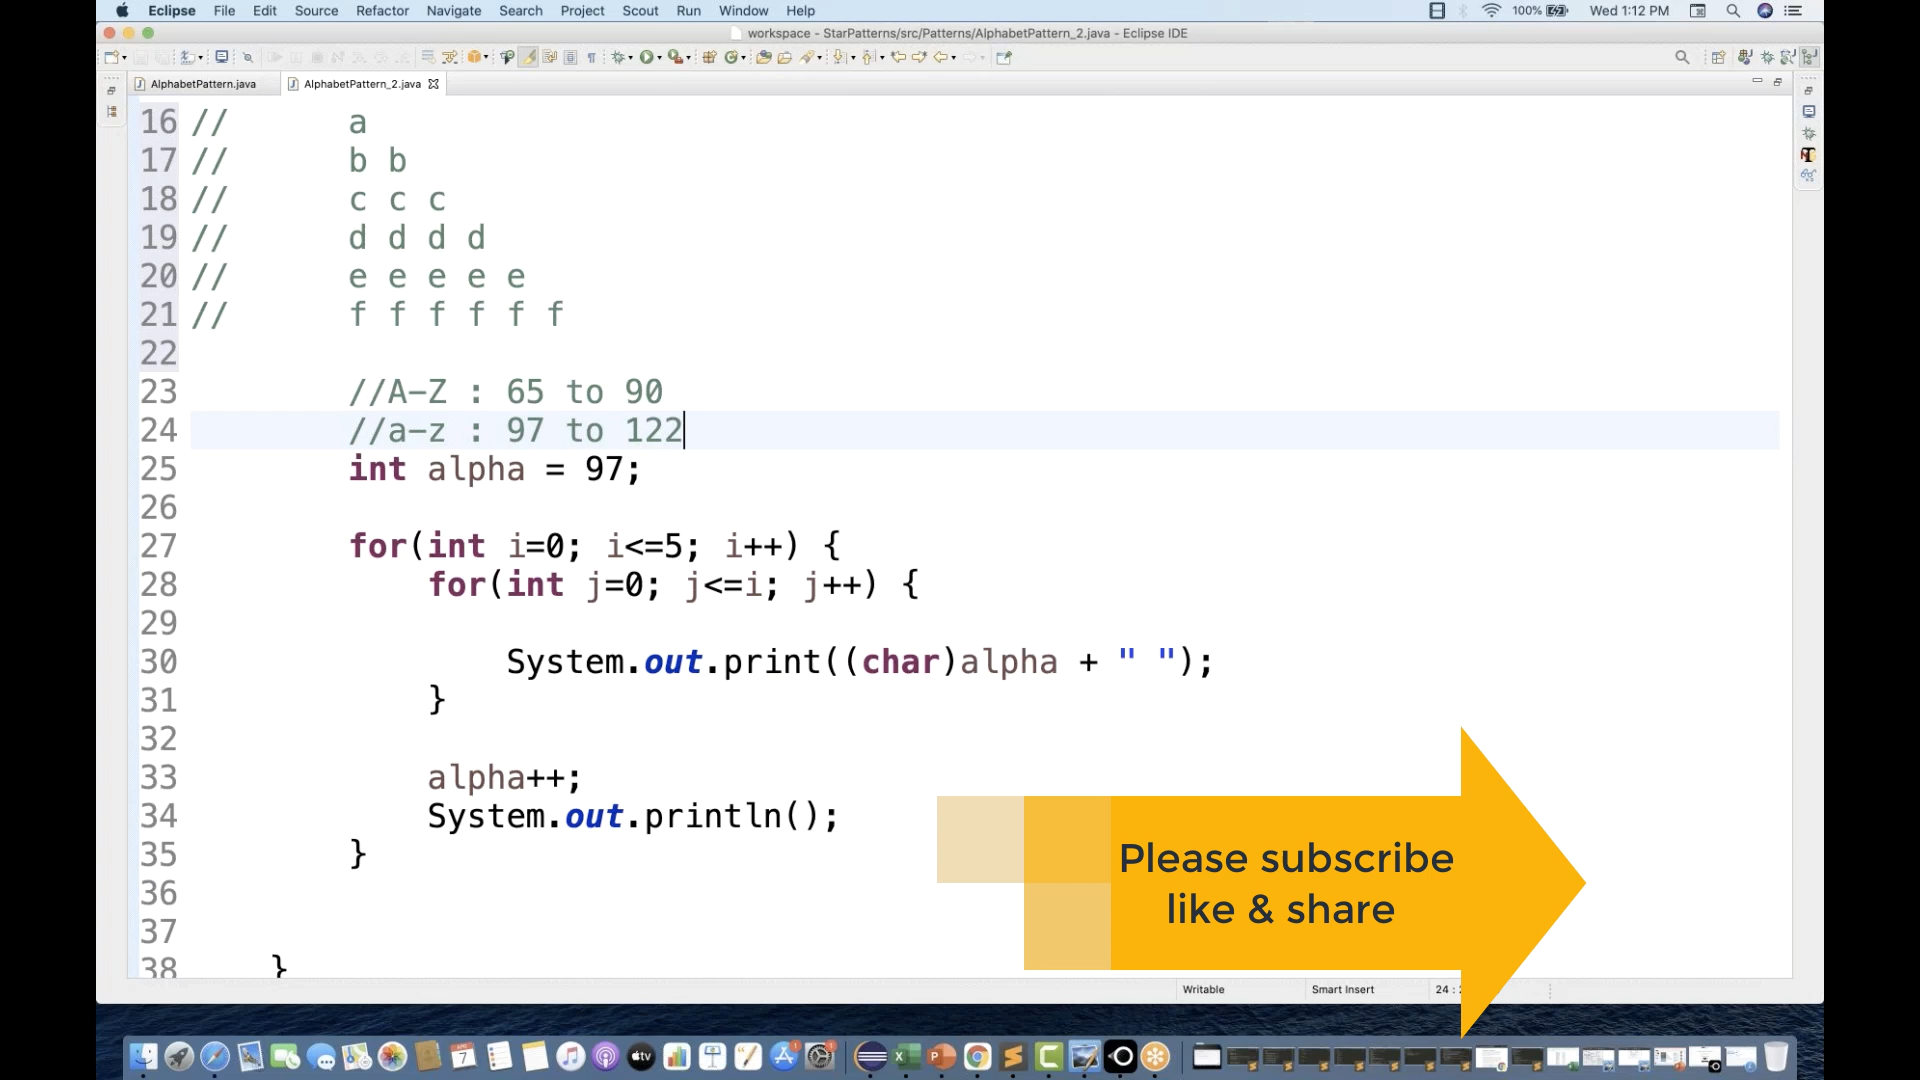 Eclipse File Edit Source Refactor Navigate Search Project Scout Run Window Help 100% Wed 1:12 PM
workspace - StarPatterns/src/Patterns/AlphabetPattern_2.java - Eclipse IDE
AlphabetPattern.java AlphabetPattern_2.java
16 // a
17 // b b
18 // c c c
19 // d d d d
20 // e e e e e
21 // f f f f f f
22
23 //A-Z : 65 to 90
24 //a-z : 97 to 122
25 int alpha = 97;
26
27 for(int i=0; i<=5; i++) {
28 for(int j=0; j<=i; j++) {
29
30 System.out.print((char)alpha + " ");
31 }
32
33 alpha++;
34 System.out.println();
35 }
36
37
38 }
Please subscribe
like & share
Writable Smart Insert 24 :
7 tv